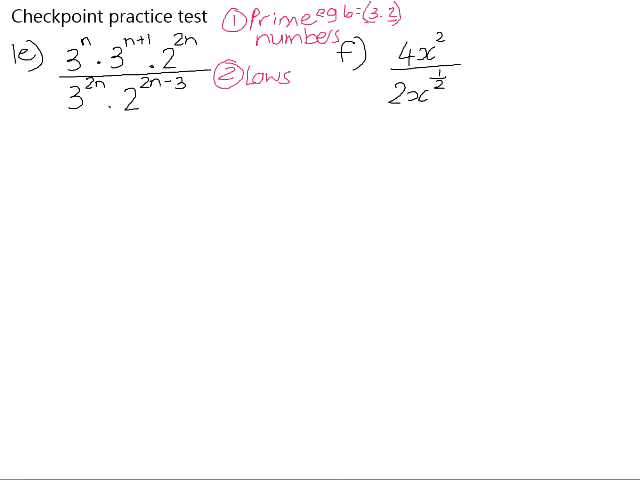 Checkpoint practice test
① Prime eg 6=(3.2)
numbers
1e) 3^n . 3^{n+1} . 2^{2n}
3^{2n} . 2^{2n-3}
② Laws
f) 4x^2
2x^{1/2}